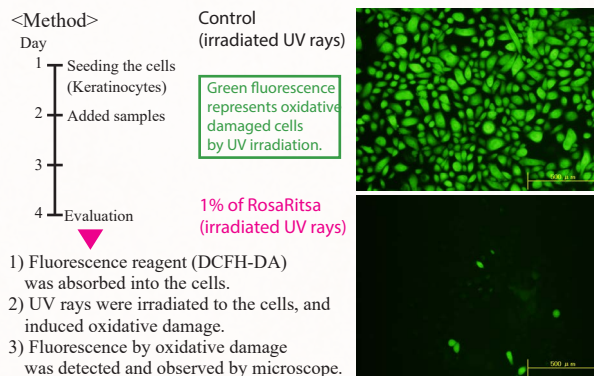 <Method>
Day
1
Seeding the cells
(Keratinocytes)
2
Added samples
3
4
Evaluation
Control
(irradiated UV rays)
Green fluorescence
represents oxidative
damaged cells
by UV irradiation.
1% of RosaRitsa
(irradiated UV rays)
1) Fluorescence reagent (DCFH-DA)
was absorbed into the cells.
2) UV rays were irradiated to the cells, and
induced oxidative damage.
3) Fluorescence by oxidative damage
was detected and observed by microscope.
500 μm
500 μm